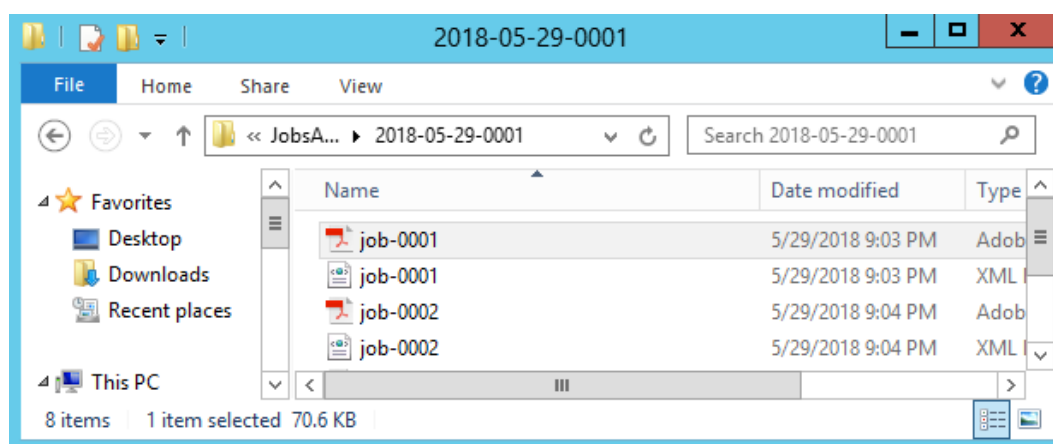 2018-05-29-0001
File Home Share View
« JobsA... 2018-05-29-0001 Search 2018-05-29-0001
Name Date modified Type
Favorites
Desktop job-0001 5/29/2018 9:03 PM Adob
Downloads job-0001 5/29/2018 9:03 PM XML
Recent places job-0002 5/29/2018 9:04 PM Adob
job-0002 5/29/2018 9:04 PM XML
This PC
8 items 1 item selected 70.6 KB